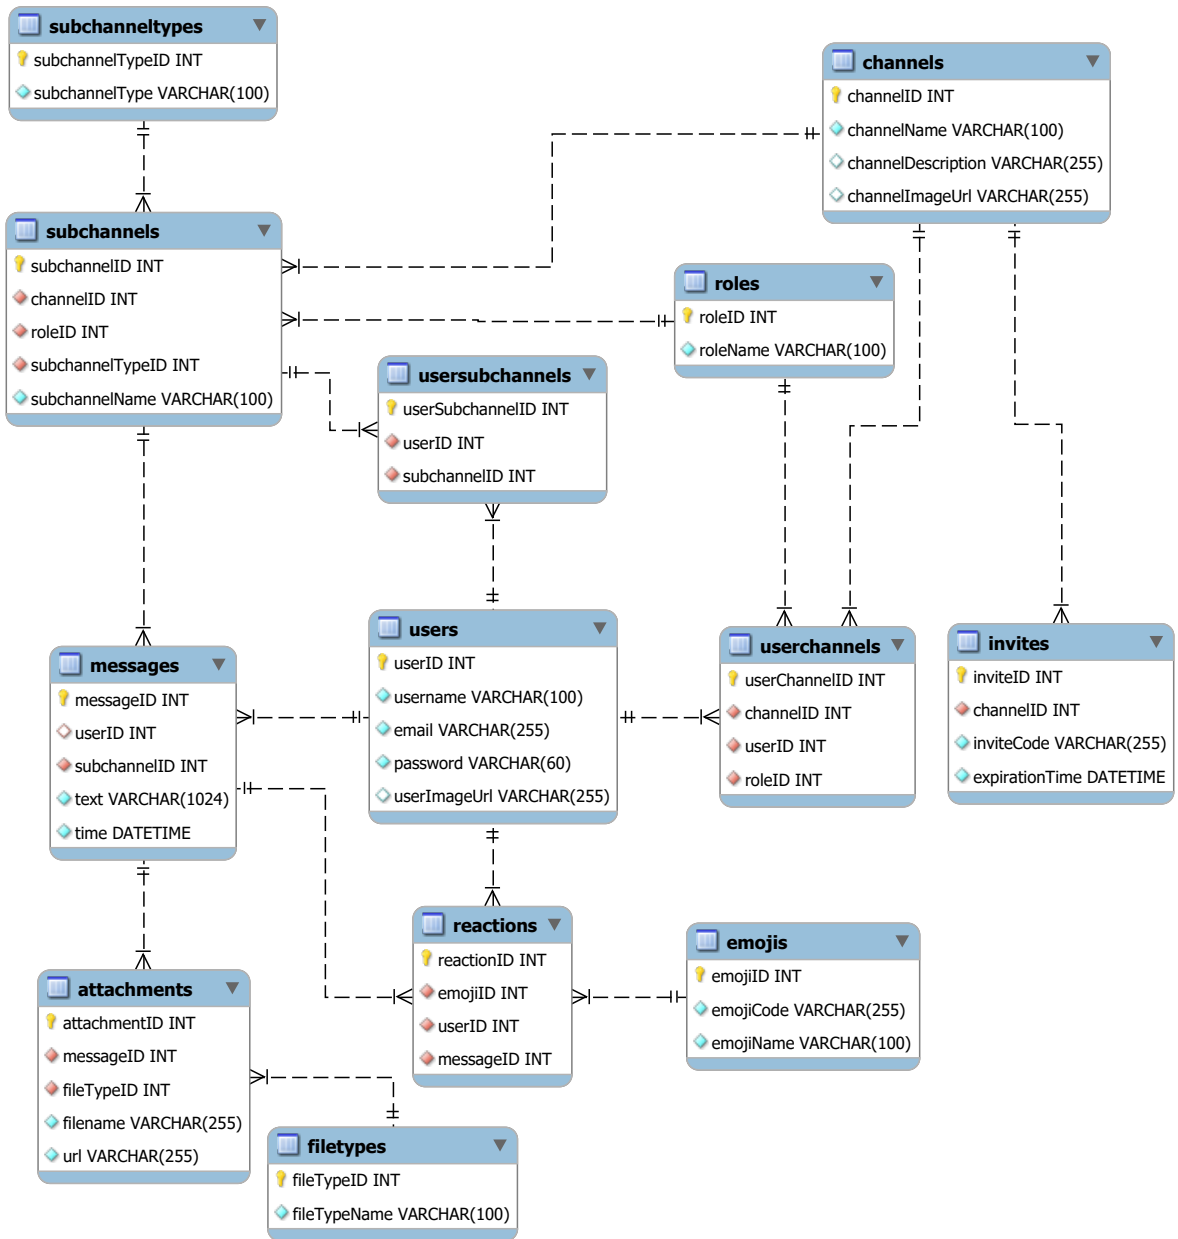 subchanneltypes
subchannelTypeID INT
subchannelType VARCHAR(100)
channels
channelID INT
channelName VARCHAR(100)
channelDescription VARCHAR(255)
channelImageUrl VARCHAR(255)
subchannels
subchannelID INT
channelID INT
roleID INT
subchannelTypeID INT
subchannelName VARCHAR(100)
roles
roleID INT
roleName VARCHAR(100)
usersubchannels
userSubchannelID INT
userID INT
subchannelID INT
messages
messageID INT
userID INT
subchannelID INT
text VARCHAR(1024)
time DATETIME
users
userID INT
username VARCHAR(100)
email VARCHAR(255)
password VARCHAR(60)
userImageUrl VARCHAR(255)
userchannels
userChannelID INT
channelID INT
userID INT
roleID INT
invites
inviteID INT
channelID INT
inviteCode VARCHAR(255)
expirationTime DATETIME
attachments
attachmentID INT
messageID INT
fileTypeID INT
filename VARCHAR(255)
url VARCHAR(255)
reactions
reactionID INT
emojiID INT
userID INT
messageID INT
emojis
emojiID INT
emojiCode VARCHAR(255)
emojiName VARCHAR(100)
filetypes
fileTypeID INT
fileTypeName VARCHAR(100)